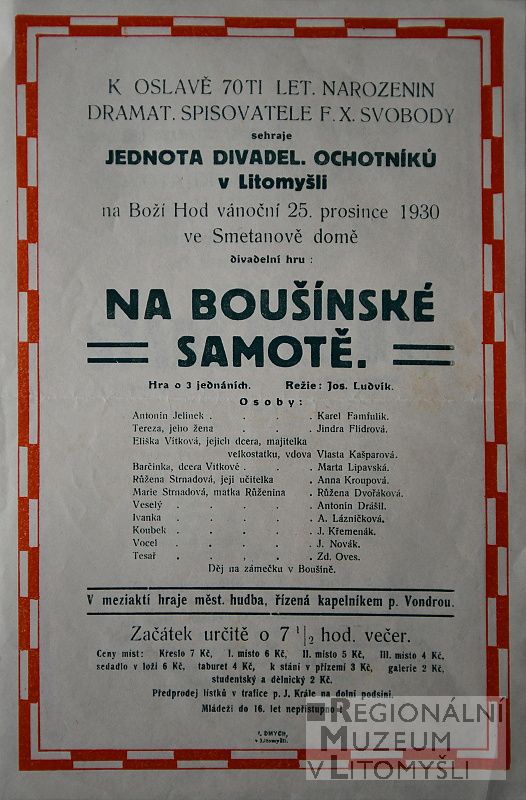 K OSLAVĚ 70TI LET. NAROZENIN
DRAMAT. SPISOVATELE F. X. SVOBODY
sehraje
JEDNOTA DIVADEL. OCHOTNÍKŮ
v Litomyšli
na Boží Hod vánoční 25. prosince 1930
ve Smetanově domě
divadelní hru :
NA BOUŠÍNSKÉ
SAMOTĚ.
Hra o 3 jednáních. Režie: Jos. Ludvík.
Osoby:
Antonín Jelínek . . . . Karel Famfulík.
Tereza, jeho žena . . . . Jindra Flídrová.
Eliška Vítková, jejich dcera, majitelka
velkostatku, vdova Vlasta Kašparová.
Barčinka, dcera Vítkové . . . Marta Lipavská.
Růžena Strnadová, její učitelka . Anna Kroupová.
Marie Strnadová, matka Růženina . Růžena Dvořáková.
Veselý . . . . . Antonín Drášil.
Ivanka . . . . . A. Lázničková.
Koubek . . . . . J. Křemenák.
Vocel . . . . . J. Novák.
Tesař . . . . . Zd. Oves.
Děj na zámečku v Boušíně.
V meziaktí hraje měst. hudba, řízená kapelníkem p. Vondrou.
Začátek určitě o 7 1/2 hod. večer.
Ceny míst: Křeslo 7 Kč, I. místo 6 Kč, II. místo 5 Kč, III. místo 4 Kč,
sedadlo v loži 6 Kč, taburet 4 Kč, k stání v přízemí 3 Kč, galerie 2 Kč,
studentský a dělnický 2 Kč.
Předprodej lístků v trafice p. J. Krále na dolní podsíni.
Mládeži do 16. let nepřístupno !
v Litomyšli.
REGIONÁLNÍ
MUZEUM
V LITOMYŠLI